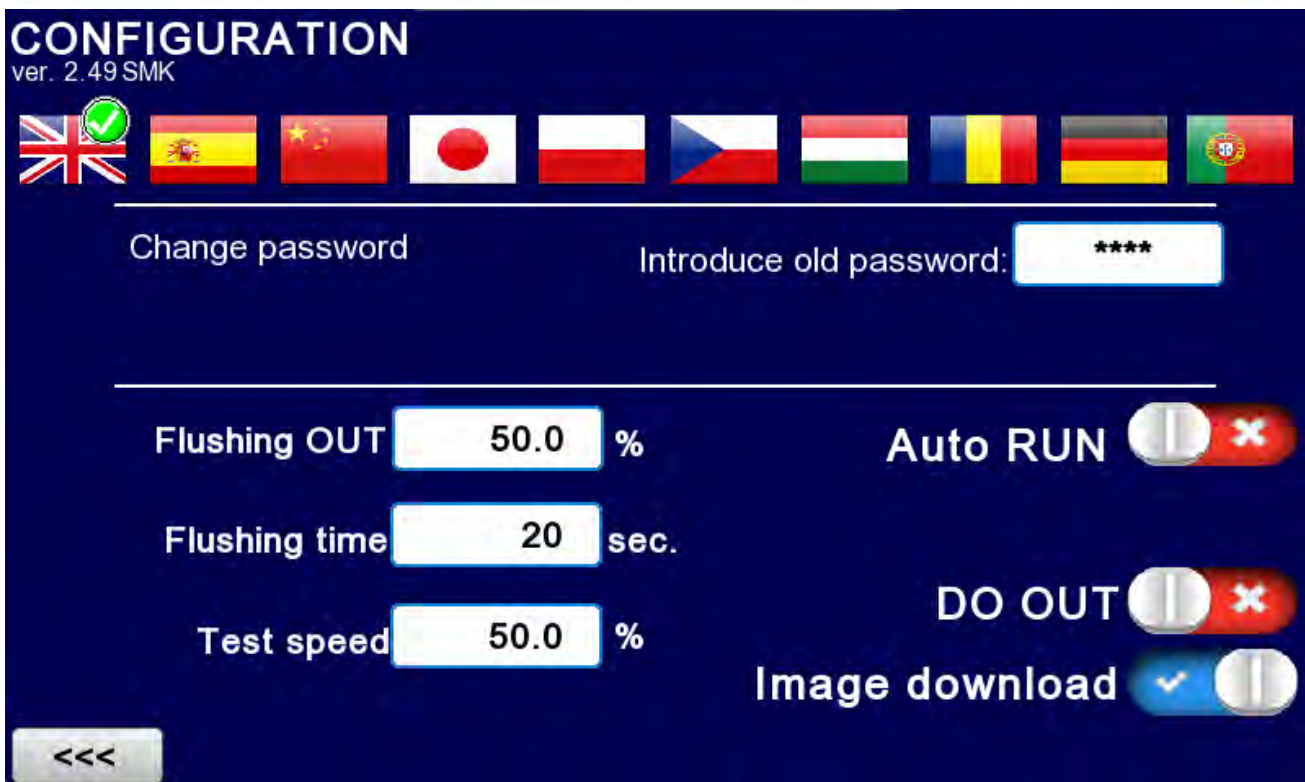 CONFIGURATION
ver. 2.49 SMK
Change password
Introduce old password: ****
Flushing OUT 50.0 %
Auto RUN
Flushing time 20 sec.
DO OUT
Test speed 50.0 %
Image download
<<<